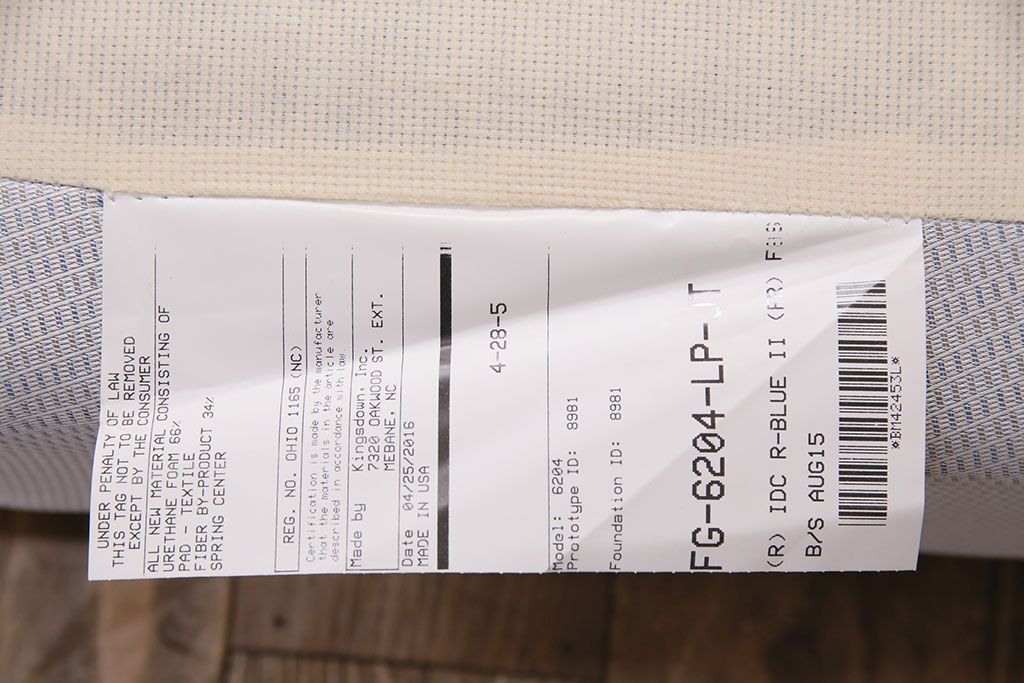 UNDER PENALTY OF LAW
THIS TAG NOT TO BE REMOVED
EXCEPT BY THE CONSUMER
ALL NEW MATERIAL CONSISTING OF
URETHANE FOAM 66%
PAD - TEXTILE
FIBER BY-PRODUCT 34%
SPRING CENTER
REG. NO. OHIO 1165 (NC)
Certification is made by the manufacturer
that the materials in the article are
described in accordance with law.
Made by Kingsdown, Inc.
7320 OAKWOOD ST. EXT.
MEBANE, NC
Date 04/25/2016
MADE IN USA
4-28-5
Model: 6204
Prototype ID: 8981
Foundation ID: 8981
FG-6204-LP-JT
(R) IDC R-BLUE II (FR)
B/S AUG15
*BM42453L*